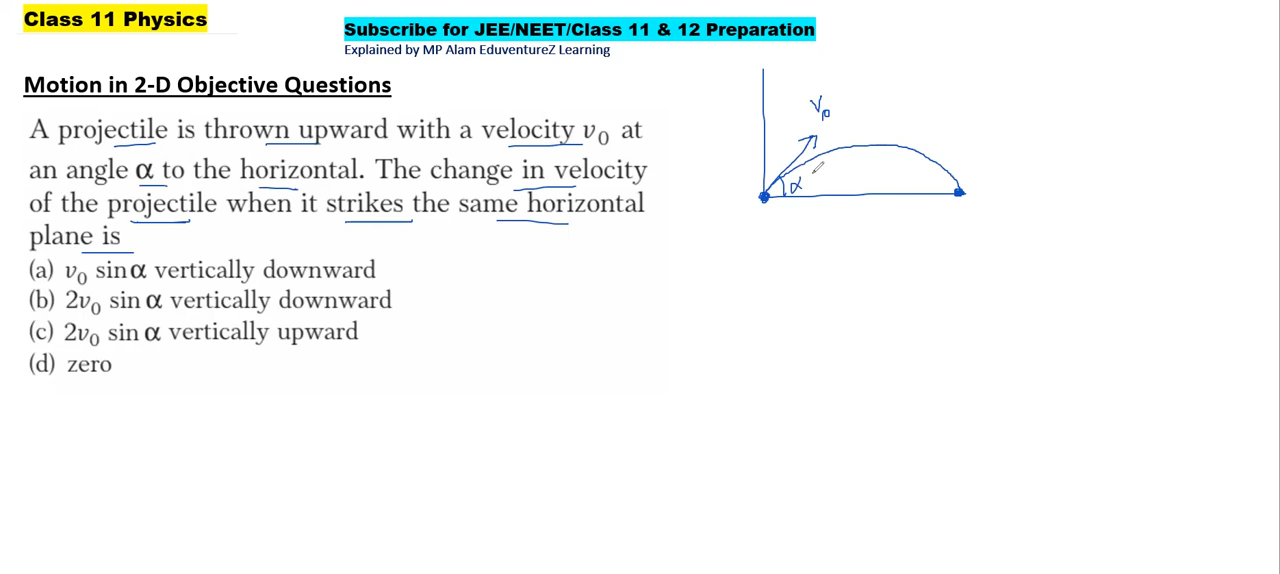 Class 11 Physics
Subscribe for JEE/NEET/Class 11 & 12 Preparation
Explained by MP Alam EduventureZ Learning
Motion in 2-D Objective Questions
A projectile is thrown upward with a velocity v₀ at
an angle α to the horizontal. The change in velocity
of the projectile when it strikes the same horizontal
plane is
(a) v₀ sin α vertically downward
(b) 2v₀ sin α vertically downward
(c) 2v₀ sin α vertically upward
(d) zero
v₀
α